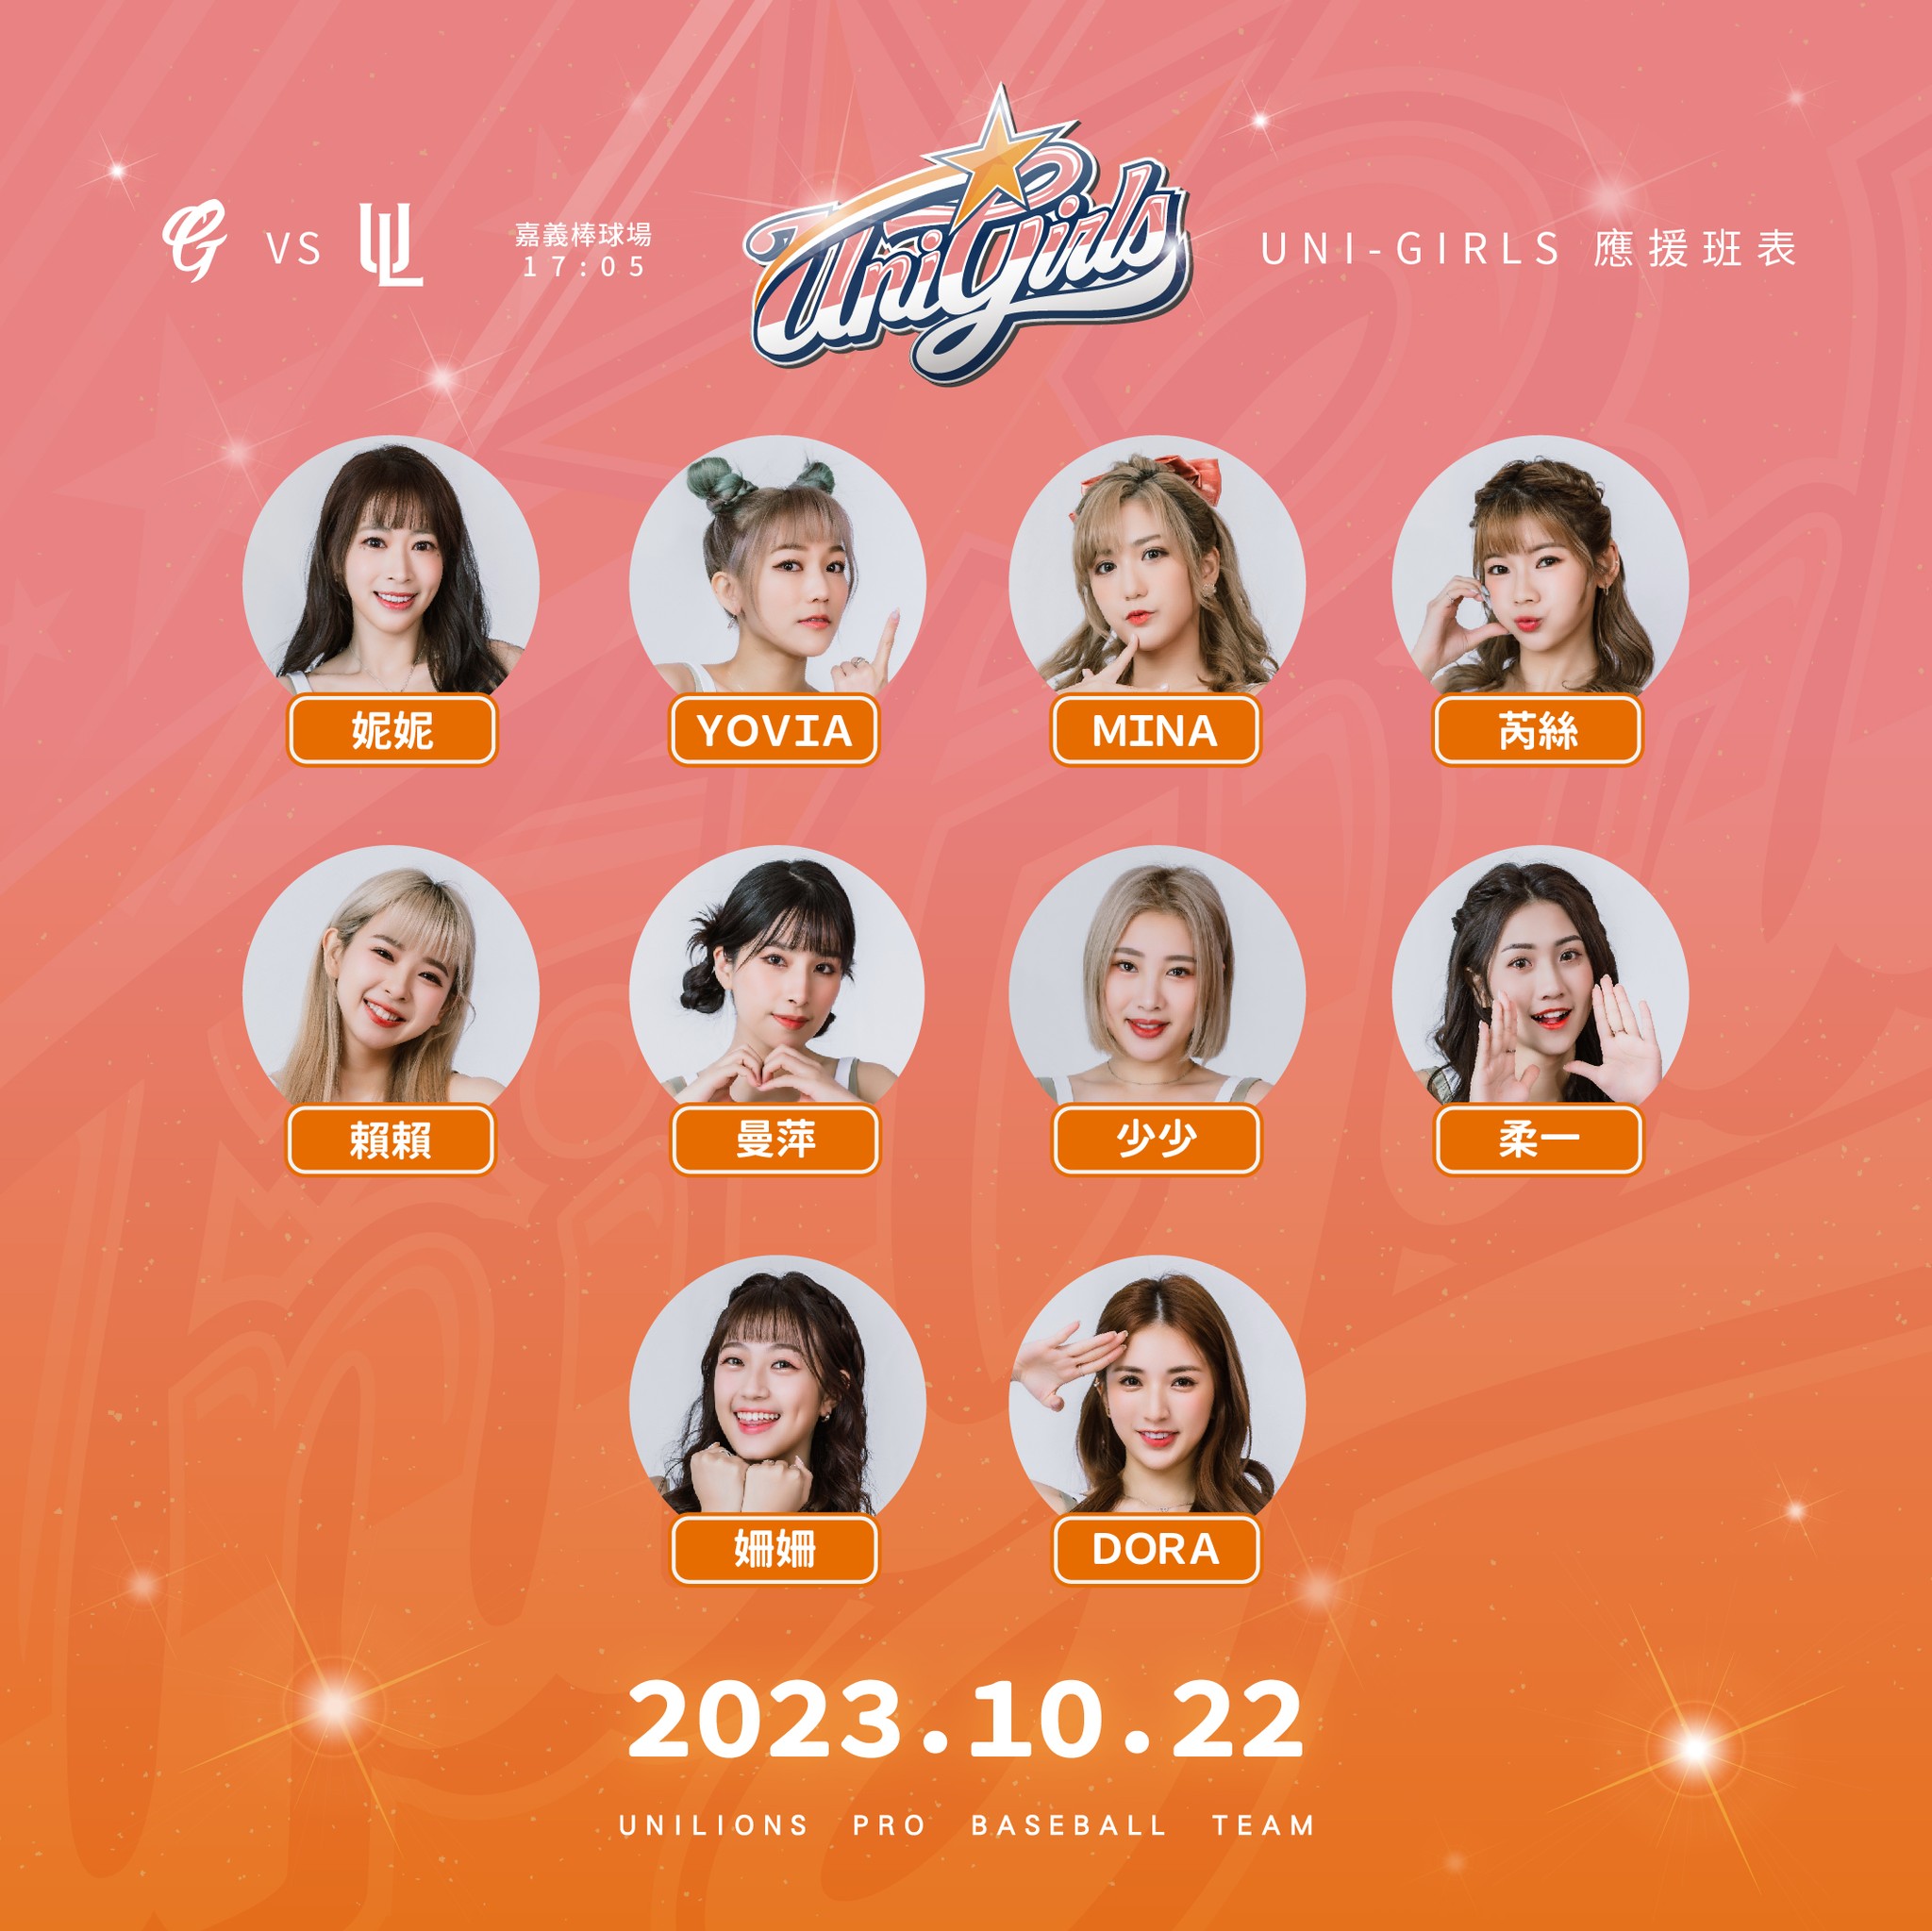 G VS UL
嘉義棒球場
17:05
UniGirls
UNI-GIRLS 應援班表
妮妮
YOVIA
MINA
芮絲
賴賴
曼萍
少少
柔一
姍姍
DORA
2023.10.22
UNILIONS PRO BASEBALL TEAM